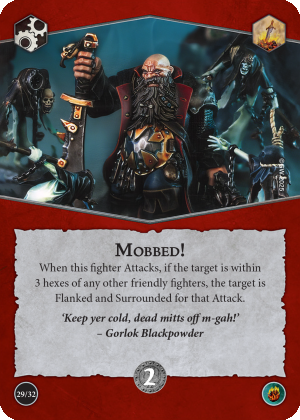 ©GW 2025
MOBBED!
When this fighter Attacks, if the target is within
3 hexes of any other friendly fighters, the target is
Flanked and Surrounded for that Attack.
‘Keep yer cold, dead mitts off m-gah!’
– Gorlok Blackpowder
2
29/32